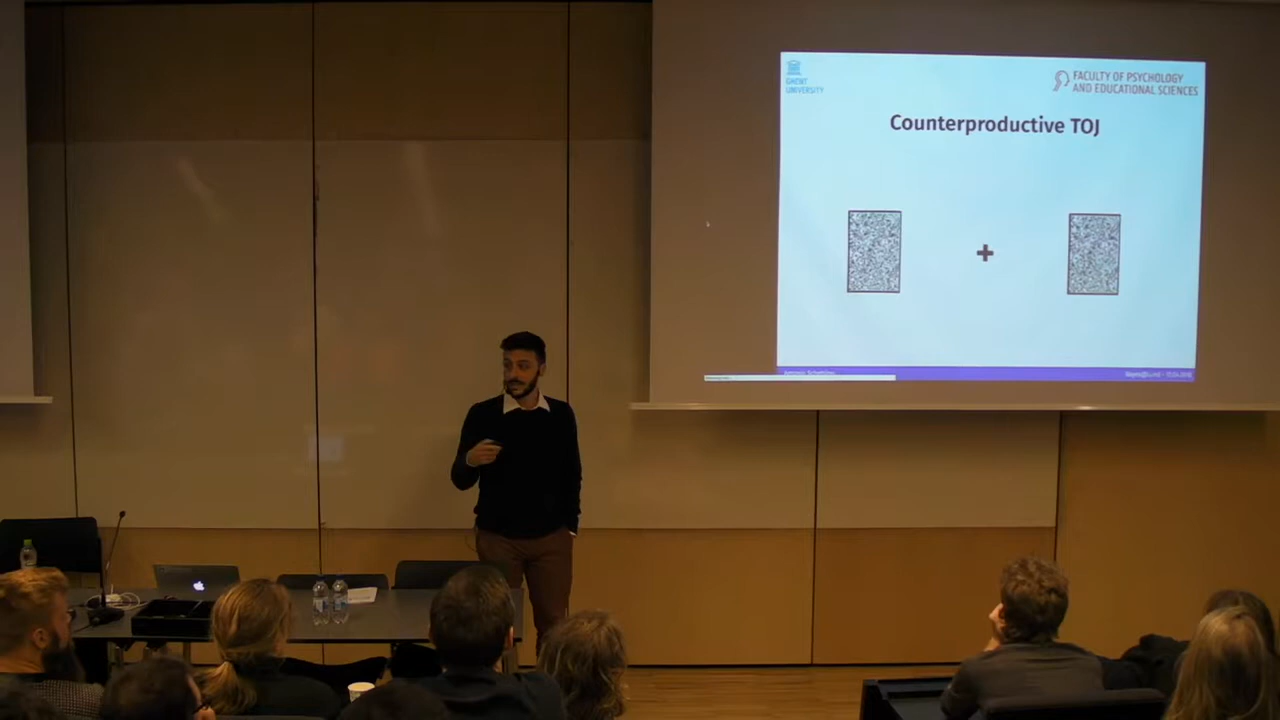 GHENT
UNIVERSITY
FACULTY OF PSYCHOLOGY
AND EDUCATIONAL SCIENCES
Counterproductive TOJ